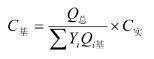 C基 = Q总 / ∑YiQi基 × C实